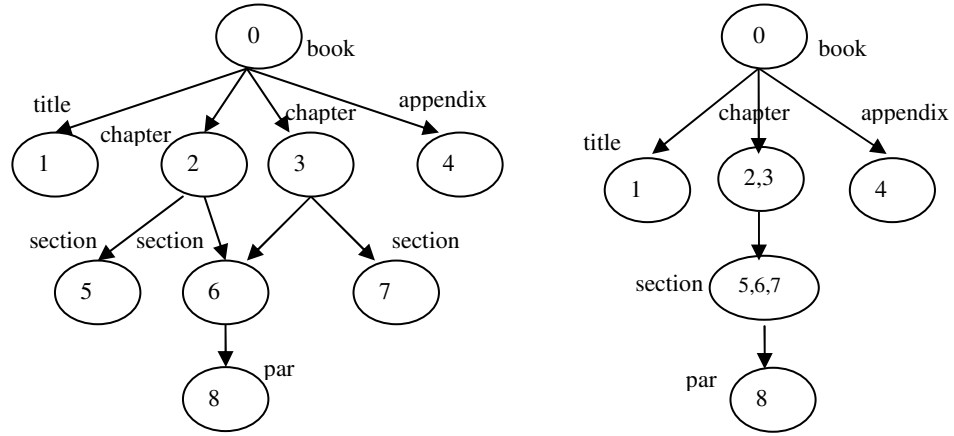 0
book
title
chapter
chapter
appendix
1
2
3
4
section
section
section
5
6
7
par
8
0
book
title
chapter
appendix
1
2,3
4
section
5,6,7
par
8